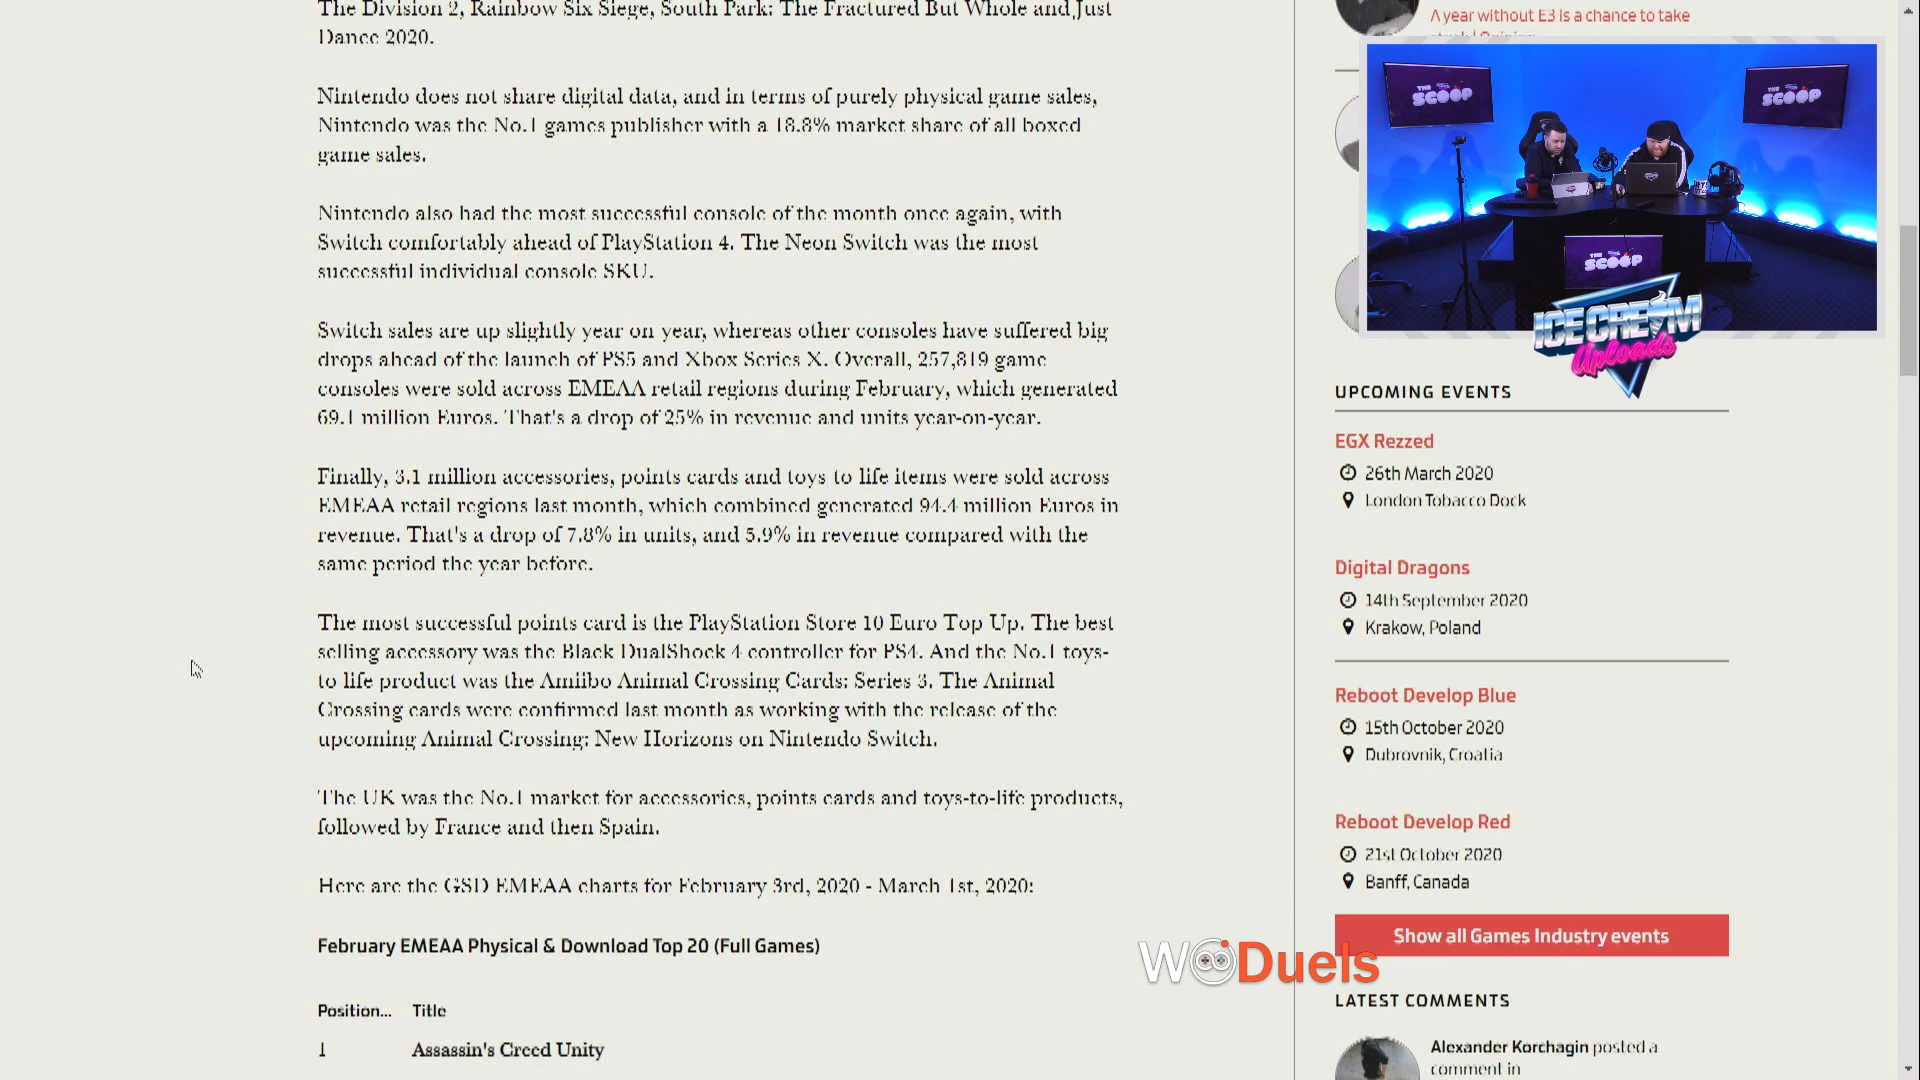 The Division 2, Rainbow Six Siege, South Park: The Fractured But Whole and Just
Dance 2020.
Nintendo does not share digital data, and in terms of purely physical game sales,
Nintendo was the No.1 games publisher with a 18.8% market share of all boxed
game sales.
Nintendo also had the most successful console of the month once again, with
Switch comfortably ahead of PlayStation 4. The Neon Switch was the most
successful individual console SKU.
Switch sales are up slightly year on year, whereas other consoles have suffered big
drops ahead of the launch of PS5 and Xbox Series X. Overall, 257,819 game
consoles were sold across EMEAA retail regions during February, which generated
69.1 million Euros. That's a drop of 25% in revenue and units year-on-year.
Finally, 3.1 million accessories, points cards and toys to life items were sold across
EMEAA retail regions last month, which combined generated 94.4 million Euros in
revenue. That's a drop of 7.8% in units, and 5.9% in revenue compared with the
same period the year before.
The most successful points card is the PlayStation Store 10 Euro Top Up. The best
selling accessory was the Black DualShock 4 controller for PS4. And the No.1 toys-
to life product was the Amiibo Animal Crossing Cards: Series 3. The Animal
Crossing cards were confirmed last month as working with the release of the
upcoming Animal Crossing: New Horizons on Nintendo Switch.
The UK was the No.1 market for accessories, points cards and toys-to-life products,
followed by France and then Spain.
Here are the GSD EMEAA charts for February 3rd, 2020 - March 1st, 2020:
February EMEAA Physical & Download Top 20 (Full Games)
Position... Title
1 Assassin's Creed Unity
A year without E3 is a chance to take
THE SCOOP
THE SCOOP
THE SCOOP
ICE CREAM
Uploads
UPCOMING EVENTS
EGX Rezzed
26th March 2020
London Tobacco Dock
Digital Dragons
14th September 2020
Krakow, Poland
Reboot Develop Blue
15th October 2020
Dubrovnik, Croatia
Reboot Develop Red
21st October 2020
Banff, Canada
Show all Games Industry events
WooDuels
LATEST COMMENTS
Alexander Korchagin posted a
comment in